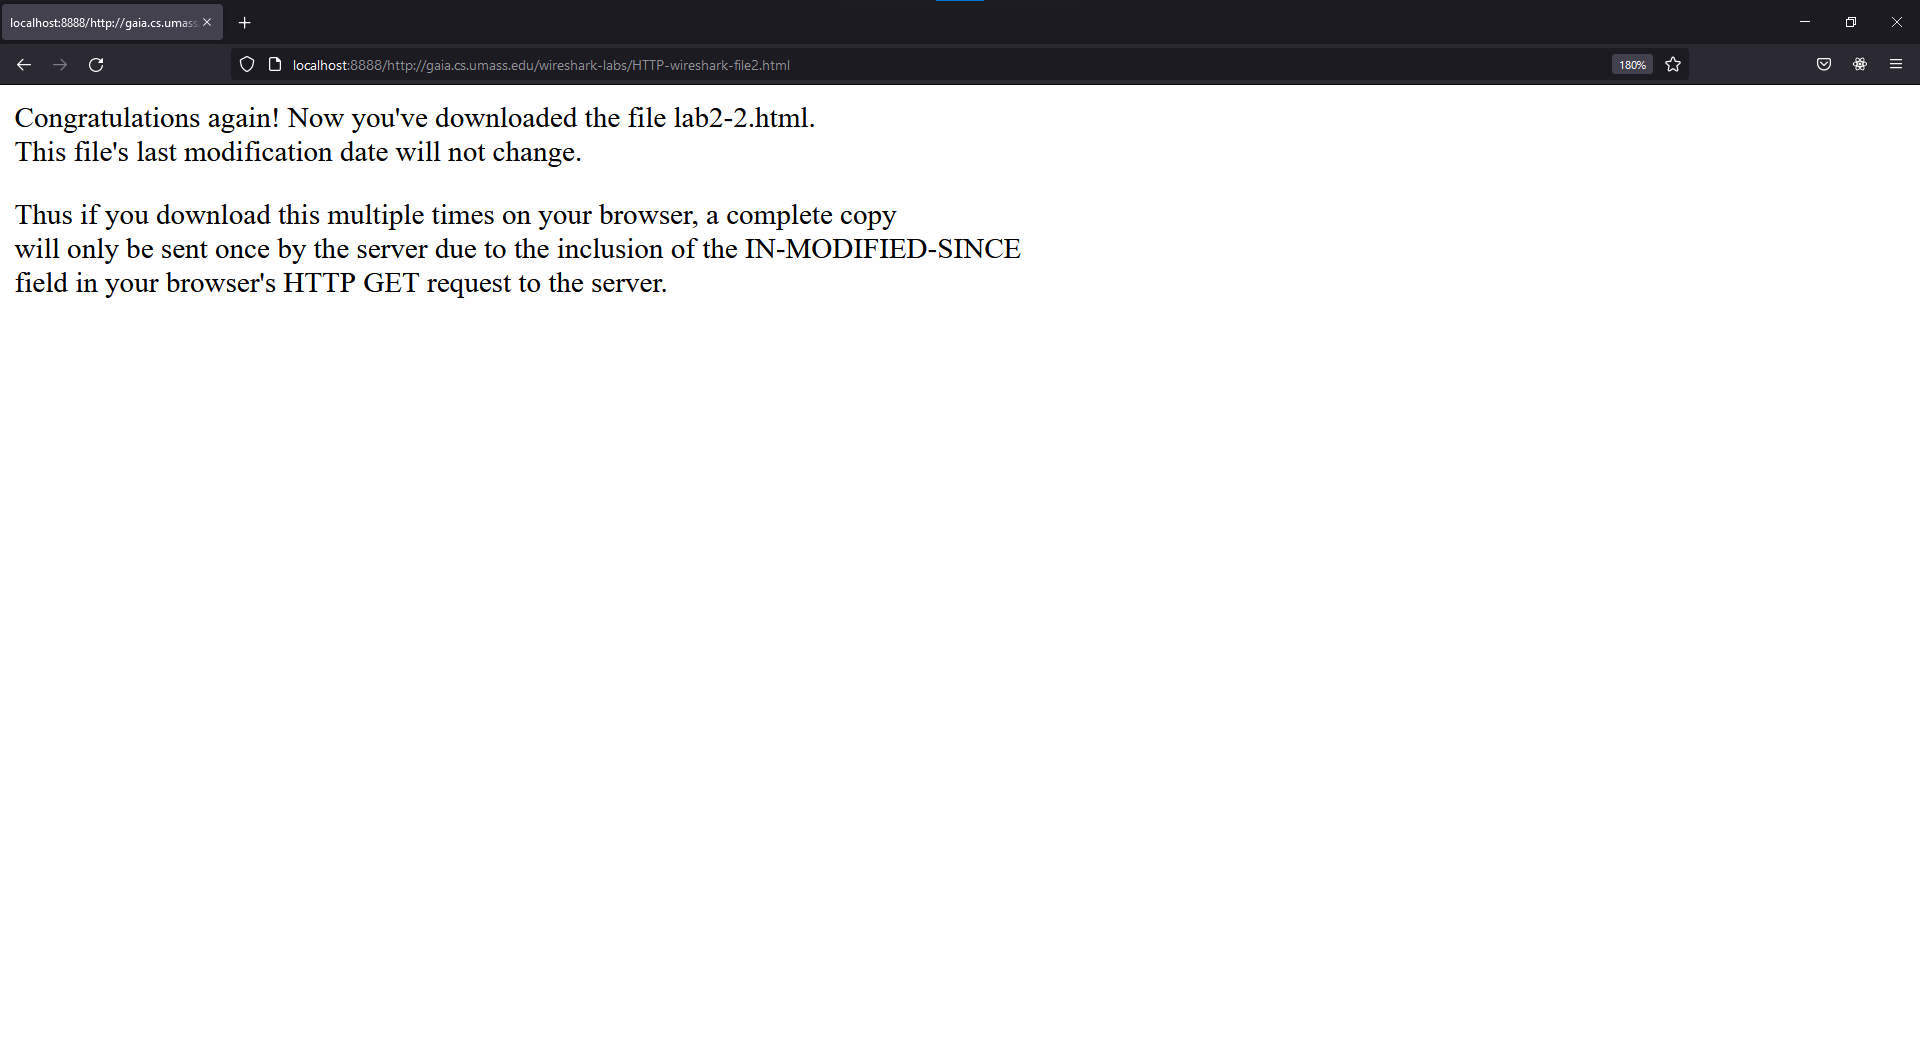 localhost:8888/http://gaia.cs.umass
localhost:8888/http://gaia.cs.umass.edu/wireshark-labs/HTTP-wireshark-file2.html
180%
Congratulations again! Now you've downloaded the file lab2-2.html.
This file's last modification date will not change.
Thus if you download this multiple times on your browser, a complete copy
will only be sent once by the server due to the inclusion of the IN-MODIFIED-SINCE
field in your browser's HTTP GET request to the server.